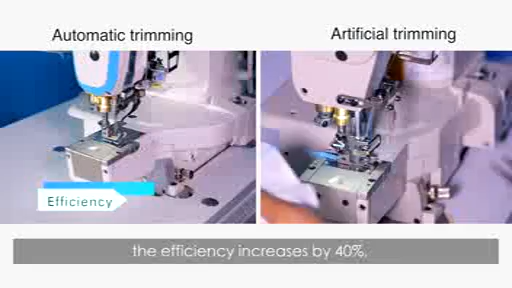 Automatic trimming
Artificial trimming
Efficiency
the efficiency increases by 40%.